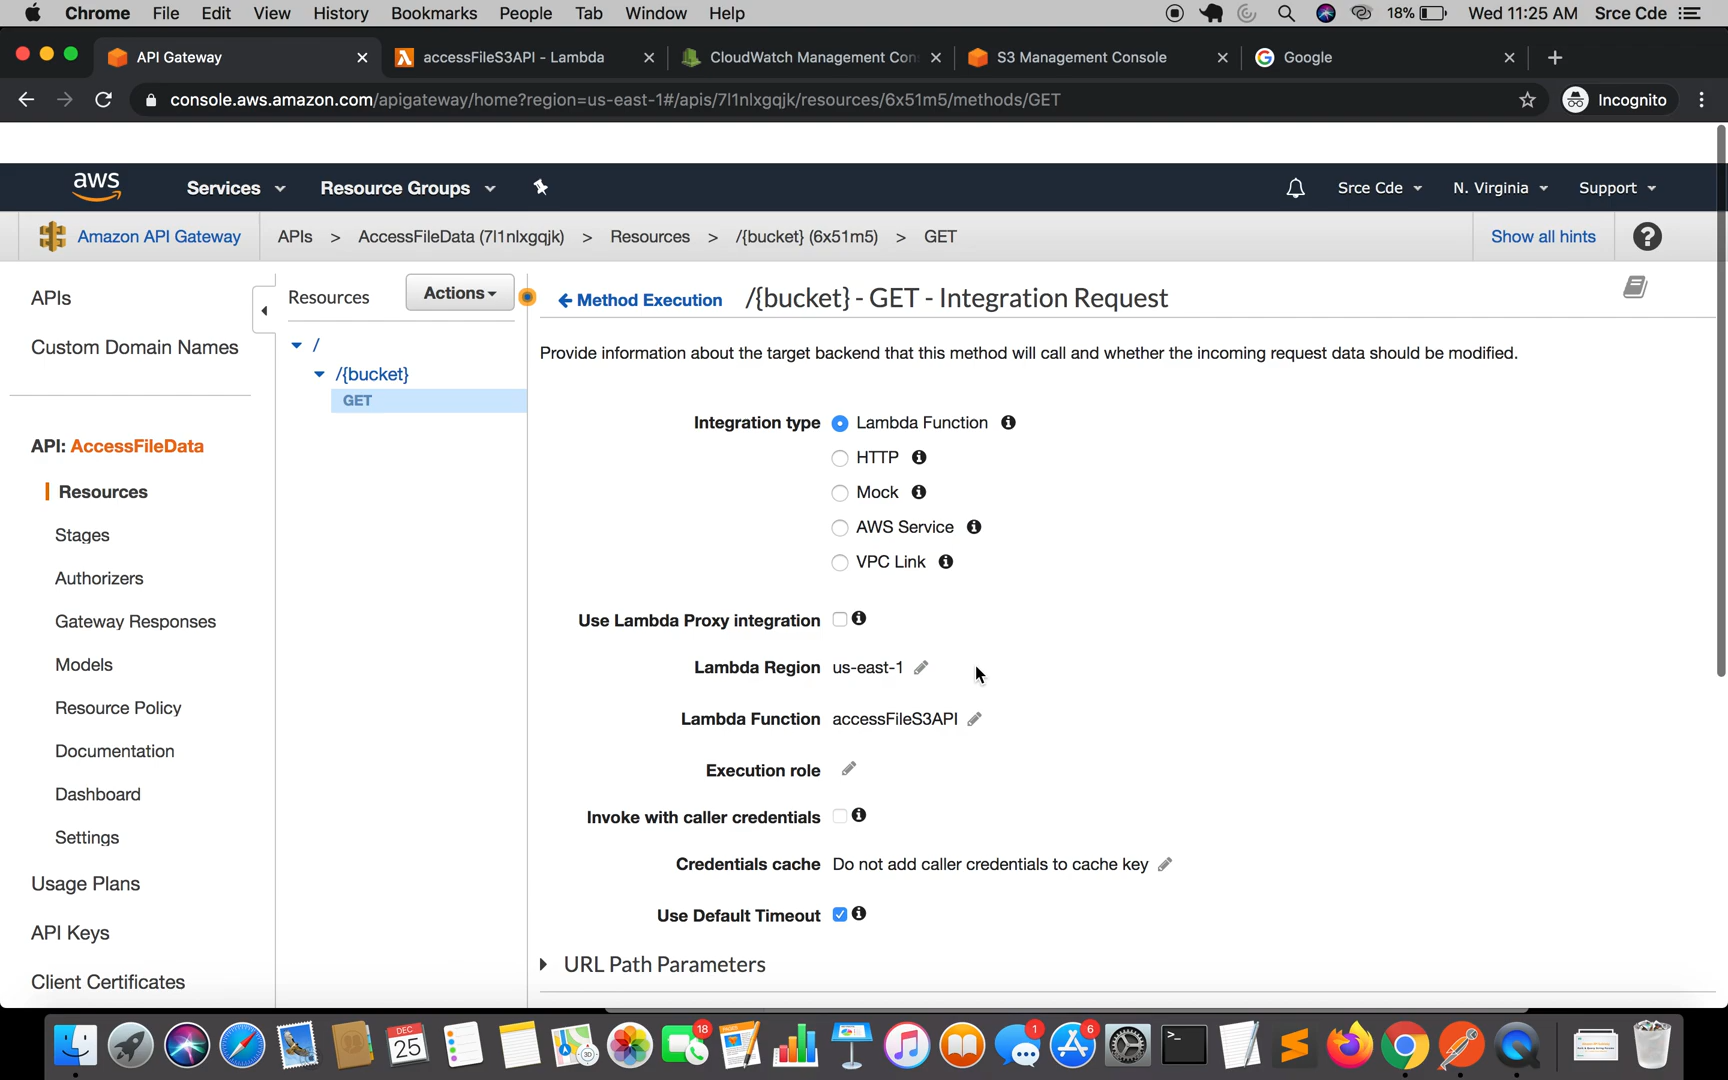 Chrome File Edit View History Bookmarks People Tab Window Help 18% Wed 11:25 AM Srce Cde
API Gateway accessFileS3API - Lambda CloudWatch Management Con S3 Management Console Google
console.aws.amazon.com/apigateway/home?region=us-east-1#/apis/7l1nlxgqjk/resources/6x51m5/methods/GET Incognito
aws Services Resource Groups Srce Cde N. Virginia Support
Amazon API Gateway APIs > AccessFileData (7l1nlxgqjk) > Resources > /{bucket} (6x51m5) > GET Show all hints ?
APIs
Custom Domain Names
API: AccessFileData
Resources
Stages
Authorizers
Gateway Responses
Models
Resource Policy
Documentation
Dashboard
Settings
Usage Plans
API Keys
Client Certificates
Resources Actions
/
/{bucket}
GET
Method Execution /{bucket} - GET - Integration Request
Provide information about the target backend that this method will call and whether the incoming request data should be modified.
Integration type Lambda Function
HTTP
Mock
AWS Service
VPC Link
Use Lambda Proxy integration
Lambda Region us-east-1
Lambda Function accessFileS3API
Execution role
Invoke with caller credentials
Credentials cache Do not add caller credentials to cache key
Use Default Timeout
URL Path Parameters
DEC
25
18
1
6